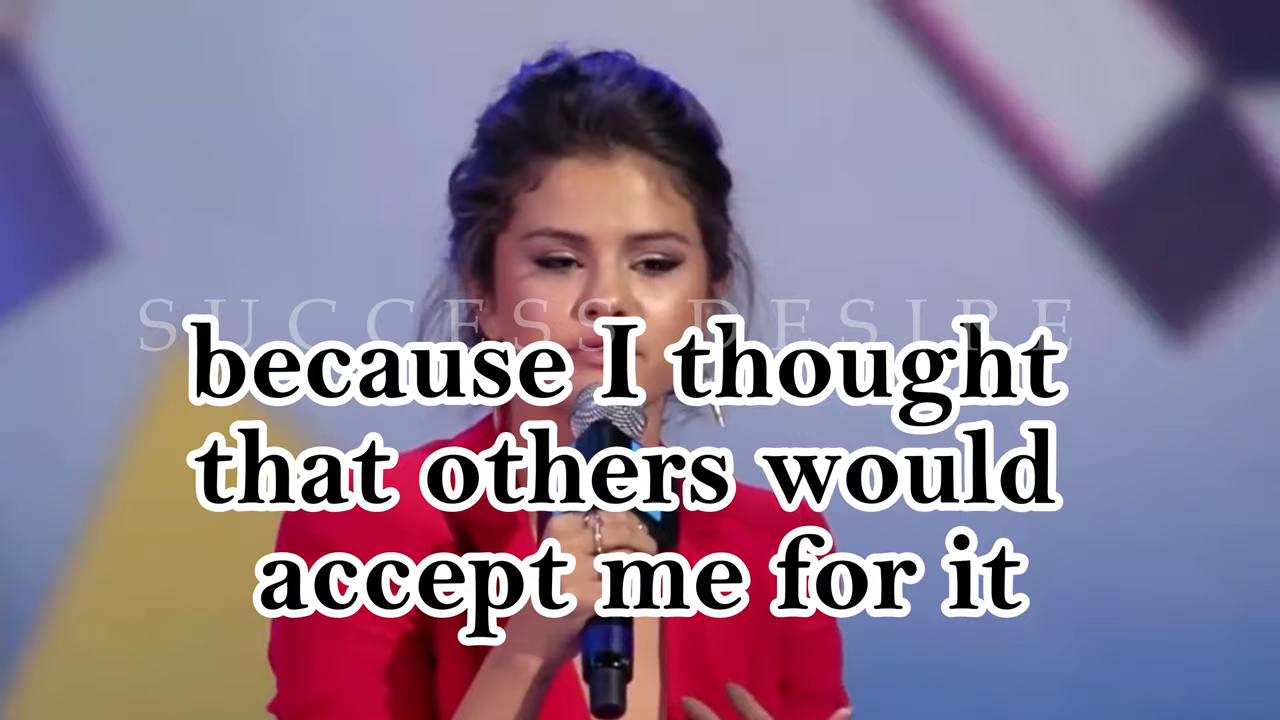 SUCCESS DESIRE
because I thought
that others would
accept me for it